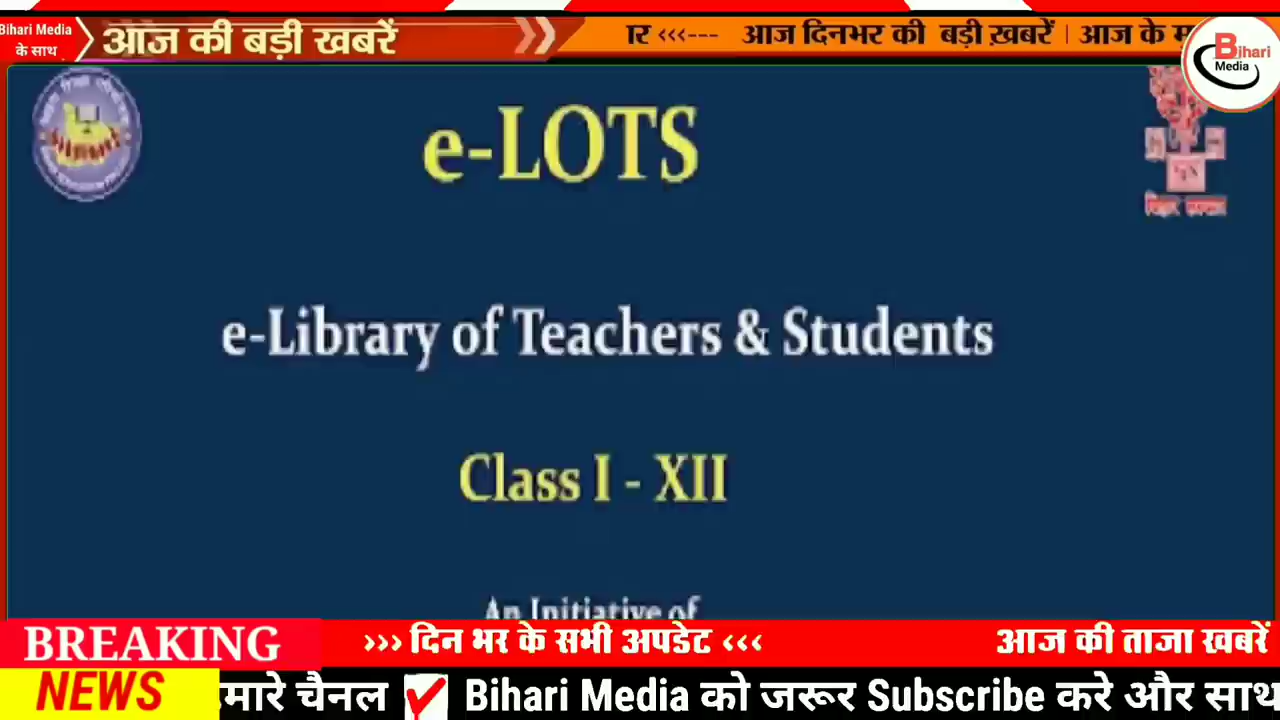 Bihari Media
के साथ
आज की बड़ी खबरें
»
‹‹‹--- आज दिनभर की बड़ी ख़बरें | आज के
Bihari
Media
e-LOTS
बिहार सरकार
e-Library of Teachers & Students
Class I - XII
An Initiative of
BREAKING
NEWS
››› दिन भर के सभी अपडेट ‹‹‹
आज की ताजा खबरें
चैनल Bihari Media को जरूर Subscribe करे और साथ